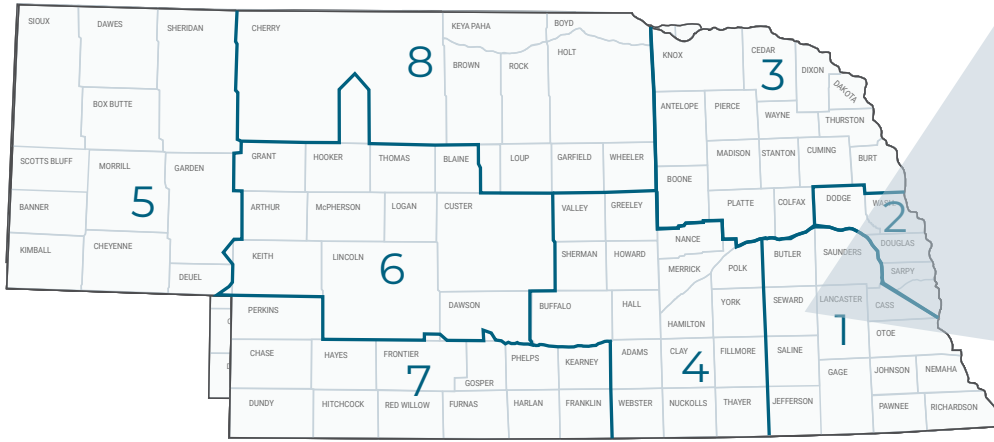 SIOUX
DAWES
SHERIDAN
CHERRY
KEYA PAHA
BOYD
HOLT
BROWN
ROCK
8
KNOX
CEDAR
3
DIXON
DAKOTA
BOX BUTTE
ANTELOPE
PIERCE
WAYNE
THURSTON
SCOTTS BLUFF
MORRILL
GARDEN
GRANT
HOOKER
THOMAS
BLAINE
LOUP
GARFIELD
WHEELER
MADISON
STANTON
CUMING
BURT
BOONE
BANNER
5
ARTHUR
McPHERSON
LOGAN
CUSTER
VALLEY
GREELEY
PLATTE
COLFAX
DODGE
WASH
2
KIMBALL
CHEYENNE
DEUEL
KEITH
LINCOLN
6
SHERMAN
HOWARD
NANCE
MERRICK
POLK
BUTLER
SAUNDERS
DOUGLAS
SARPY
PERKINS
DAWSON
BUFFALO
HALL
HAMILTON
YORK
SEWARD
LANCASTER
CASS
1
OTOE
CHASE
HAYES
FRONTIER
7
GOSPER
PHELPS
KEARNEY
ADAMS
CLAY
4
FILLMORE
SALINE
GAGE
JOHNSON
NEMAHA
DUNDY
HITCHCOCK
RED WILLOW
FURNAS
HARLAN
FRANKLIN
WEBSTER
NUCKOLLS
THAYER
JEFFERSON
PAWNEE
RICHARDSON